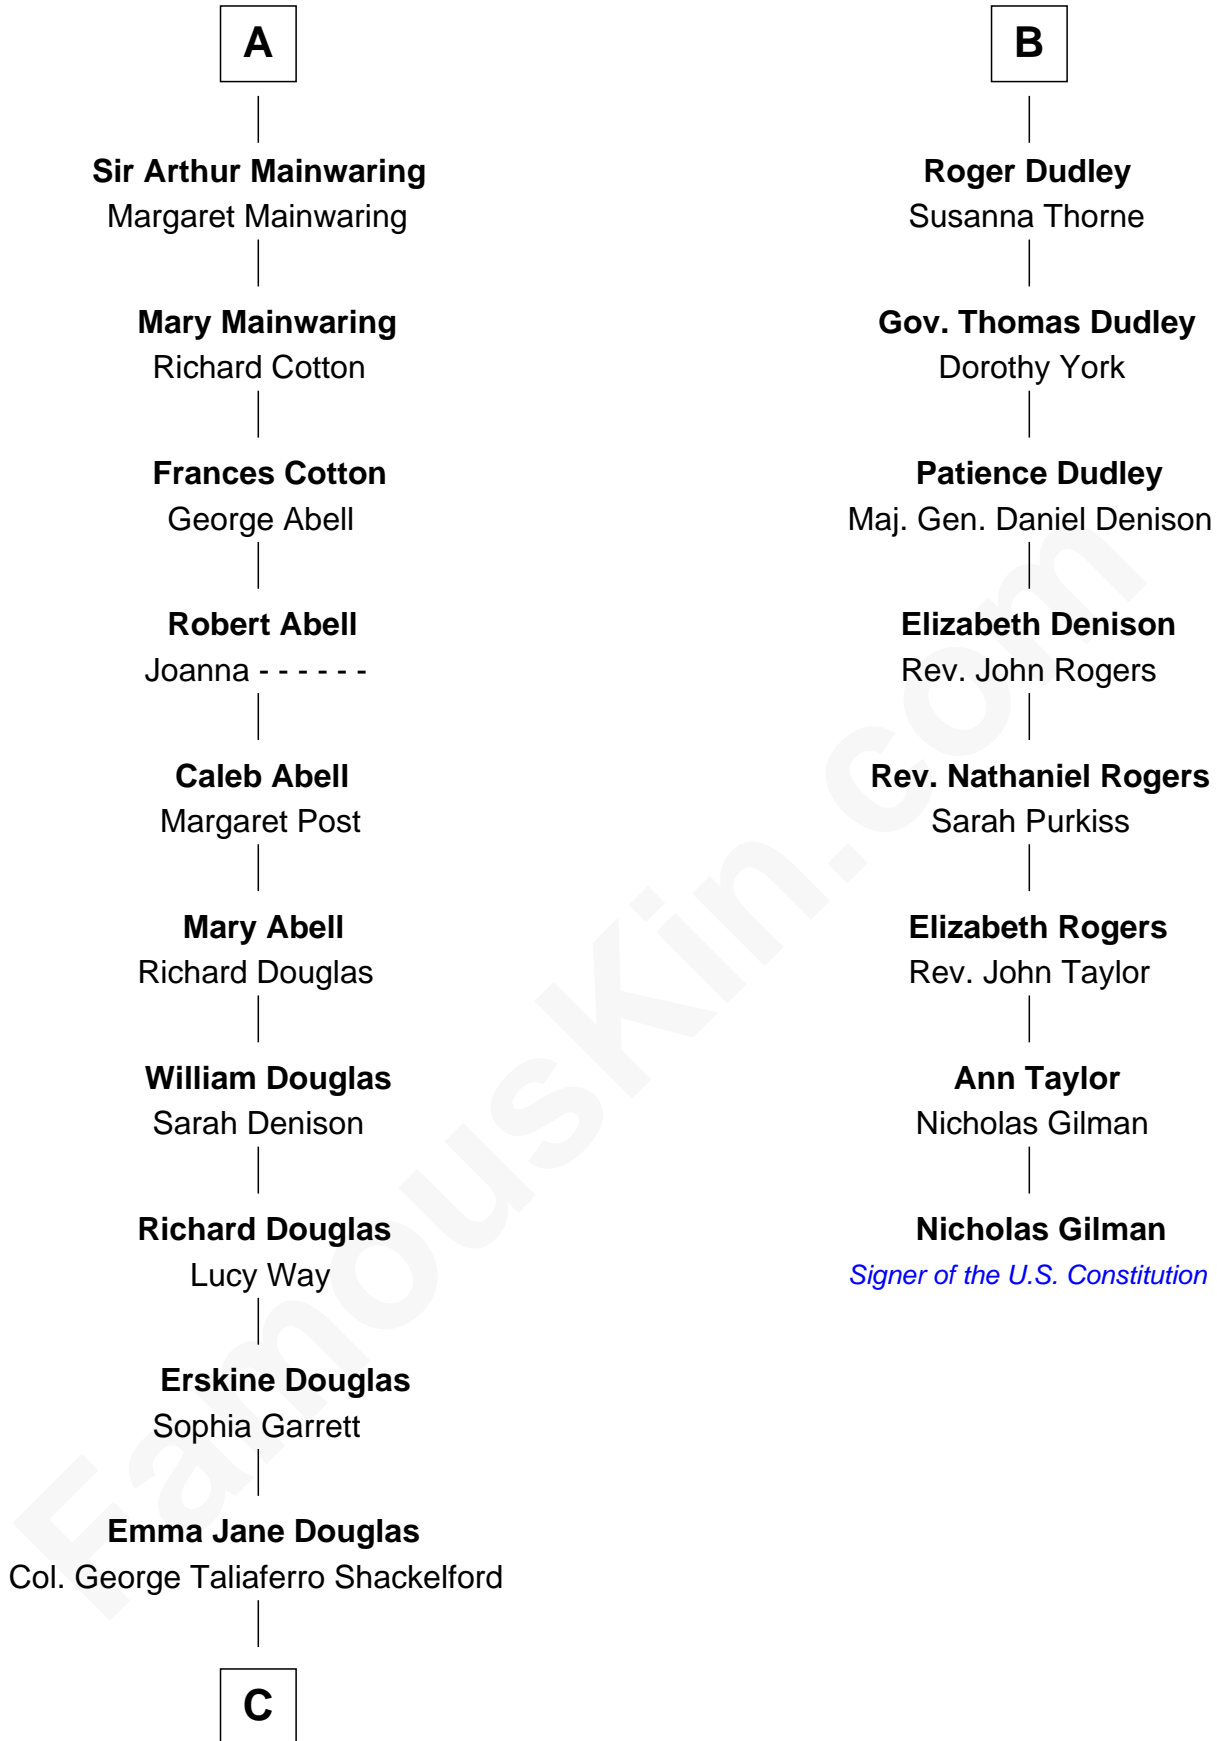 A
Sir Arthur Mainwaring
Margaret Mainwaring
Mary Mainwaring
Richard Cotton
Frances Cotton
George Abell
Robert Abell
Joanna - - - - - -
Caleb Abell
Margaret Post
Mary Abell
Richard Douglas
William Douglas
Sarah Denison
Richard Douglas
Lucy Way
Erskine Douglas
Sophia Garrett
Emma Jane Douglas
Col. George Taliaferro Shackelford
C
B
Roger Dudley
Susanna Thorne
Gov. Thomas Dudley
Dorothy York
Patience Dudley
Maj. Gen. Daniel Denison
Elizabeth Denison
Rev. John Rogers
Rev. Nathaniel Rogers
Sarah Purkiss
Elizabeth Rogers
Rev. John Taylor
Ann Taylor
Nicholas Gilman
Nicholas Gilman
Signer of the U.S. Constitution
FamousKin.com